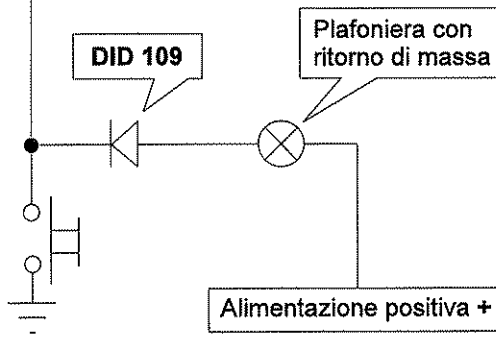 Plafoniera con
ritorno di massa
DID 109
Alimentazione positiva +